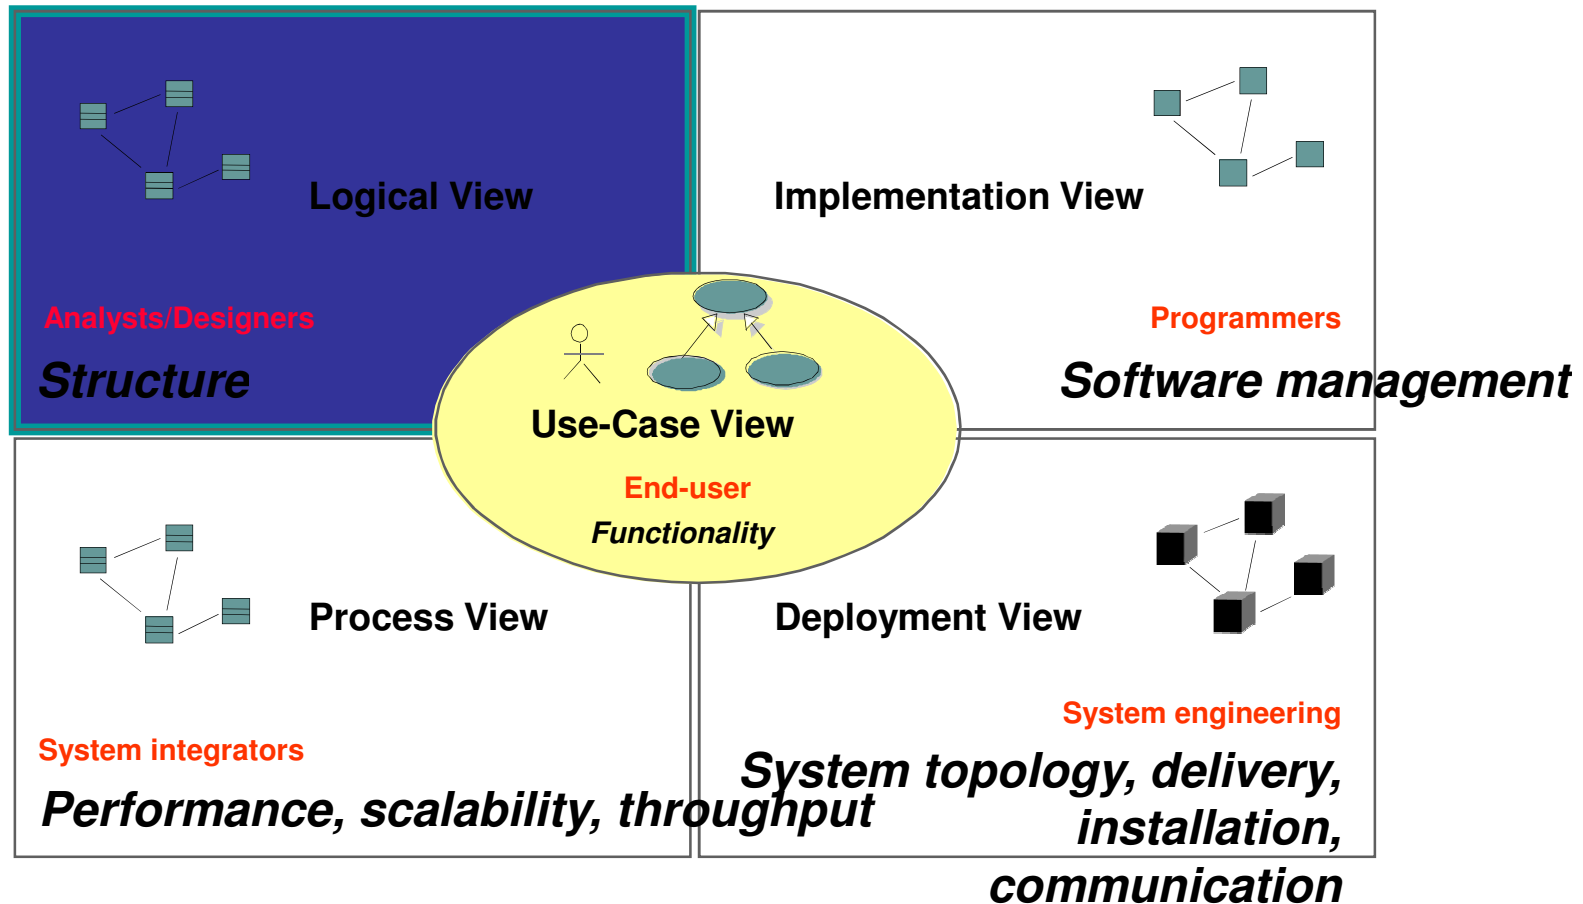 Logical View
Analysts/Designers
Structure
Implementation View
Programmers
Software management
Use-Case View
End-user
Functionality
Process View
System integrators
Performance, scalability, throughput
Deployment View
System engineering
System topology, delivery,
installation,
communication